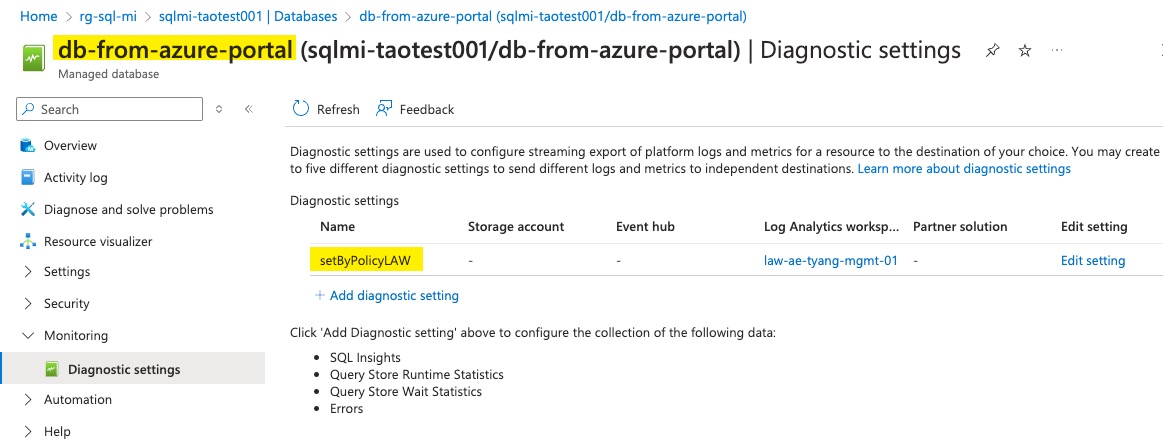 Home > rg-sql-mi > sqlmi-taotest001 | Databases > db-from-azure-portal (sqlmi-taotest001/db-from-azure-portal)
db-from-azure-portal (sqlmi-taotest001/db-from-azure-portal) | Diagnostic settings
Managed database
Search
Refresh Feedback
Overview
Activity log
Diagnose and solve problems
Resource visualizer
Settings
Security
Monitoring
Diagnostic settings
Automation
Help
Diagnostic settings are used to configure streaming export of platform logs and metrics for a resource to the destination of your choice. You may create
to five different diagnostic settings to send different logs and metrics to independent destinations. Learn more about diagnostic settings
Diagnostic settings
Name Storage account Event hub Log Analytics worksp... Partner solution Edit setting
setByPolicyLAW - - law-ae-tyang-mgmt-01 - Edit setting
+ Add diagnostic setting
Click 'Add Diagnostic setting' above to configure the collection of the following data:
• SQL Insights
• Query Store Runtime Statistics
• Query Store Wait Statistics
• Errors